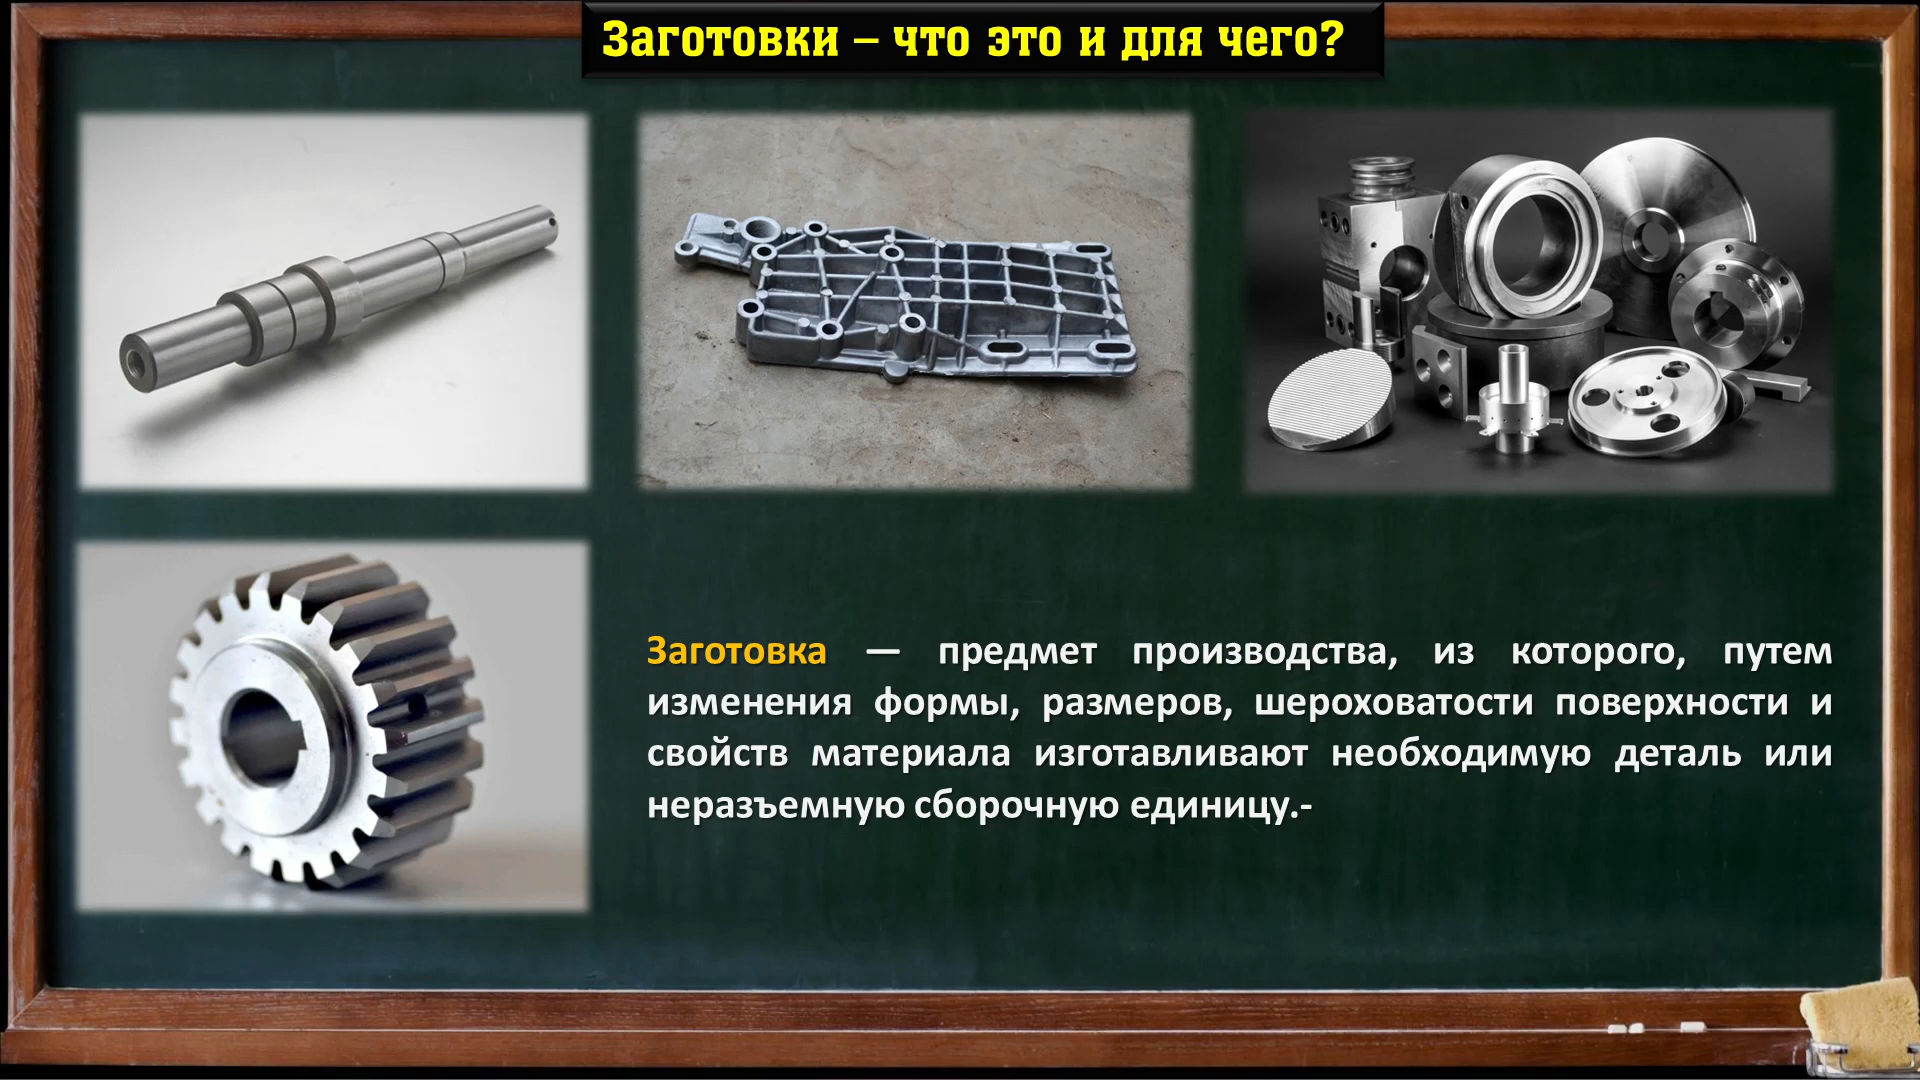 Заготовки – что это и для чего?
Заготовка — предмет производства, из которого, путем
изменения формы, размеров, шероховатости поверхности и
свойств материала изготавливают необходимую деталь или
неразъемную сборочную единицу.-